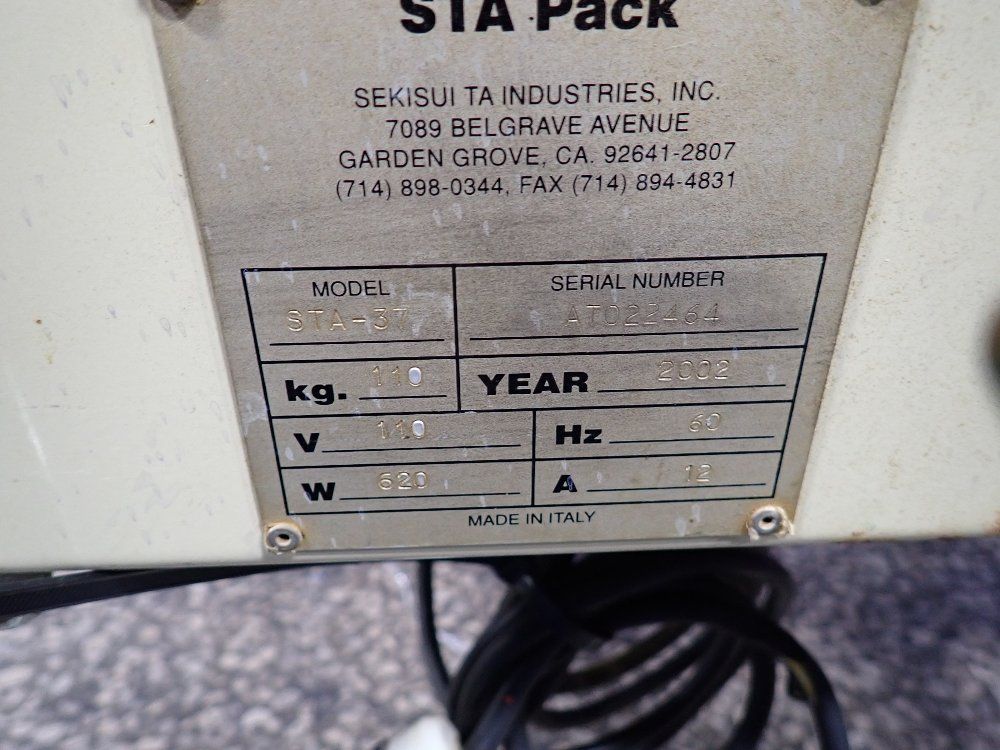 STA Pack
SEKISUI TA INDUSTRIES, INC.
7089 BELGRAVE AVENUE
GARDEN GROVE, CA. 92641-2807
(714) 898-0344, FAX (714) 894-4831
MODEL SERIAL NUMBER
STA-37 AT022464
kg. 110 YEAR 2002
V 110 Hz 60
W 620 A 12
MADE IN ITALY